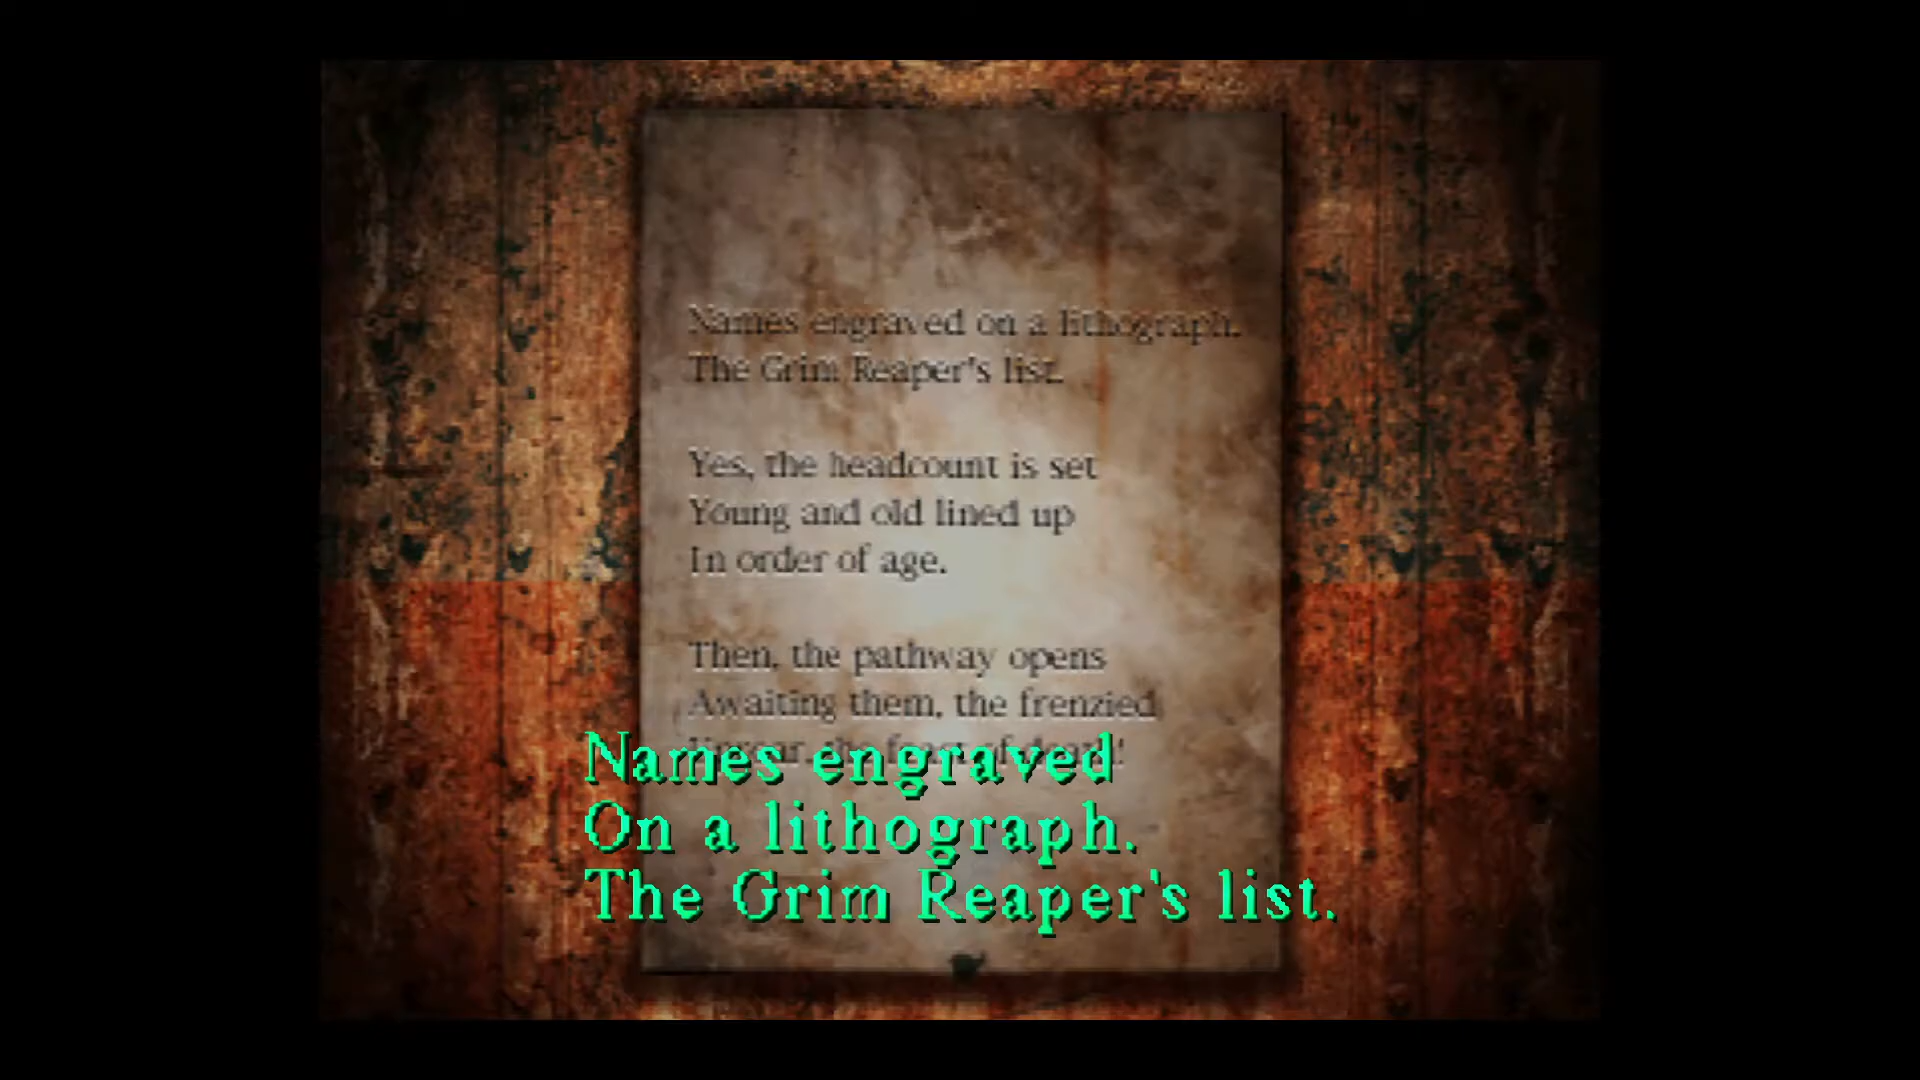 Names engraved on a lithograph.
The Grim Reaper's list.
Yes, the headcount is set
Young and old lined up
In order of age.
Then, the pathway opens
Awaiting them, the frenzied
Names engraved
On a lithograph.
The Grim Reaper's list.